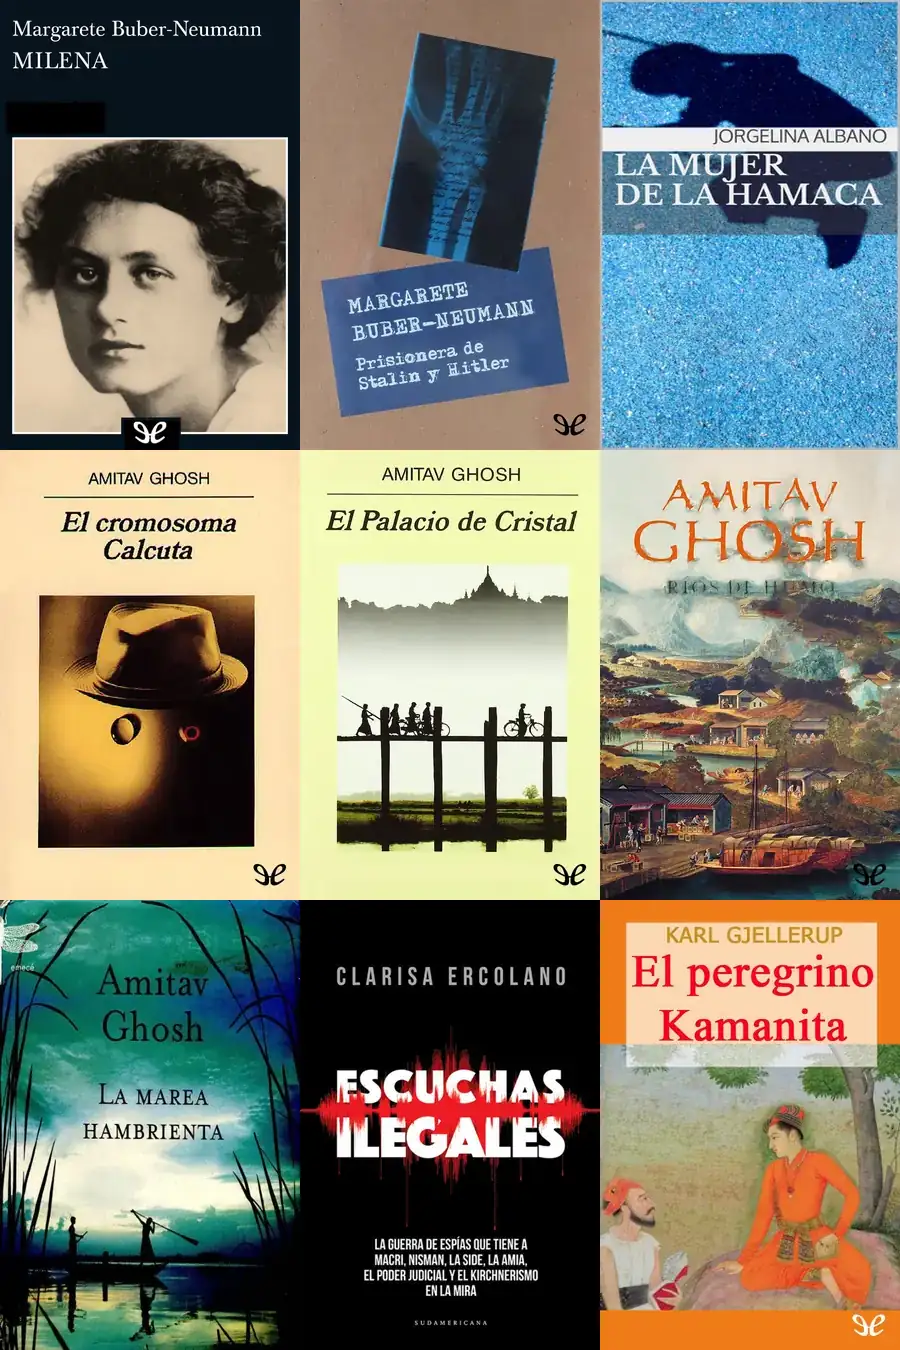 Margarete Buber-Neumann
MILENA
MARGARETE
BUBER-NEUMANN
Prisionera de
Stalin y Hitler
JORGELINA ALBANO
LA MUJER
DE LA HAMACA
AMITAV GHOSH
El cromosoma
Calcuta
AMITAV GHOSH
El Palacio de Cristal
AMITAV
GHOSH
RÍOS DE HUMO
emecé
Amitav
Ghosh
LA MAREA
HAMBRIENTA
CLARISA ERCOLANO
ESCUCHAS
ILEGALES
LA GUERRA DE ESPÍAS QUE TIENE A
MACRI, NISMAN, LA SIDE, LA AMIA,
EL PODER JUDICIAL Y EL KIRCHNERISMO
EN LA MIRA
SUDAMERICANA
KARL GJELLERUP
El peregrino
Kamanita